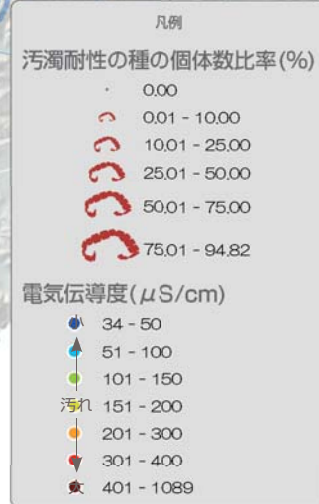 凡例
汚濁耐性の種の個体数比率(%)
0.00
0.01 - 10.00
10.01 - 25.00
25.01 - 50.00
50.01 - 75.00
75.01 - 94.82
電気伝導度(μS/cm)
小 34 - 50
51 - 100
101 - 150
汚れ 151 - 200
201 - 300
301 - 400
大 401 - 1089